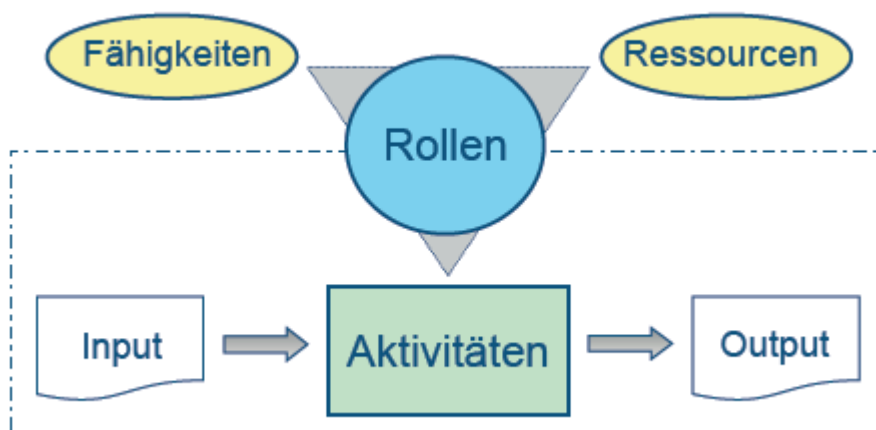 Fähigkeiten
Ressourcen
Rollen
Input
Aktivitäten
Output